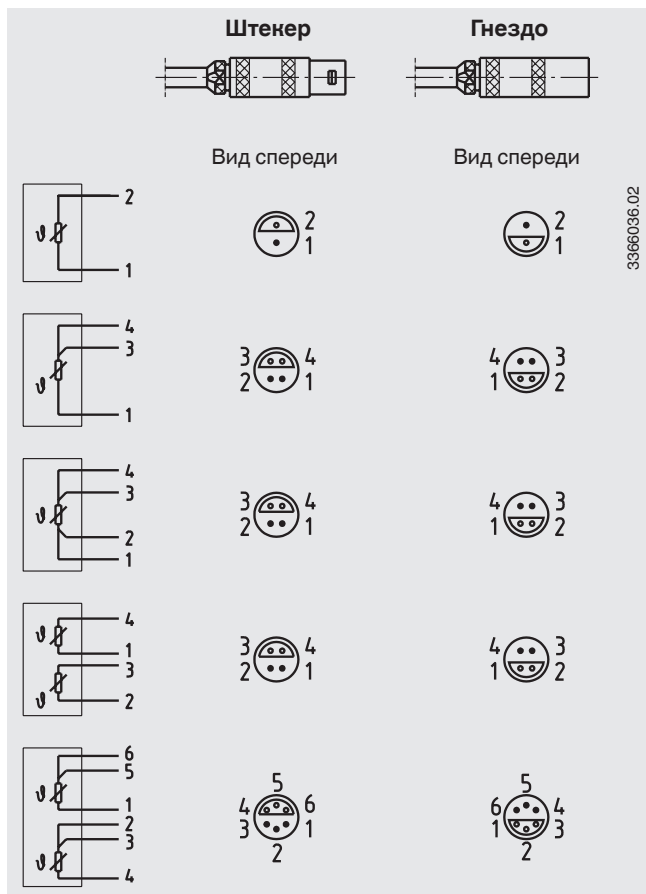 Штекер Гнездо
Вид спереди Вид спереди
3366036.02
ϑ 2 1
2 1
2 1
ϑ 4 3 1
3 4 2 1
4 3 1 2
ϑ 4 3 2 1
3 4 2 1
4 3 1 2
ϑ 4 1
ϑ 3 2
3 4 2 1
4 3 1 2
ϑ 6 5 1
ϑ 2 3 4
5
4 6
3 1
2
5
6 4
1 3
2